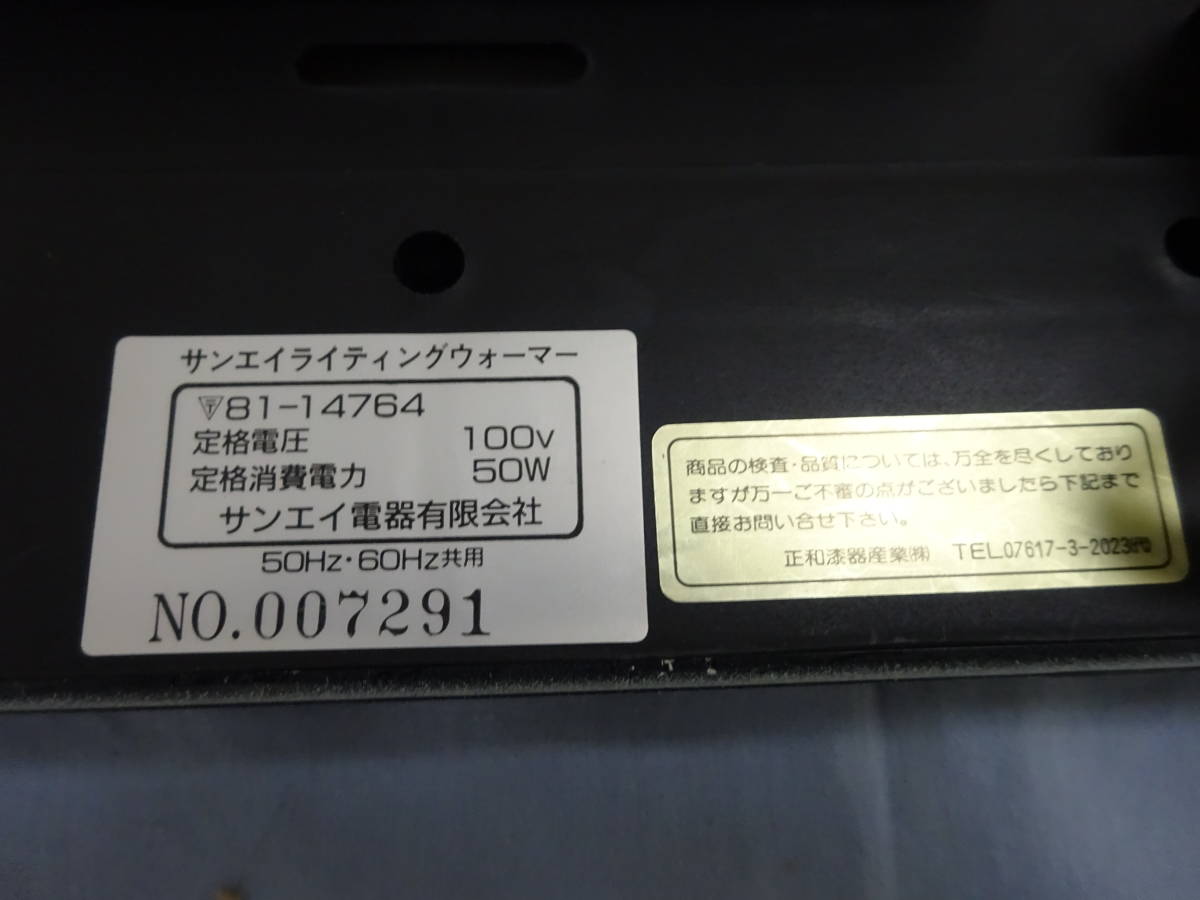 サンエイライティングウォーマー
81-14764
定格電圧 100V
定格消費電力 50W
サンエイ電器有限会社
50Hz・60Hz共用
NO.007291
商品の検査・品質については、万全を尽くしており
ますが万一ご不審の点がございましたら下記まで
直接お問い合せ下さい。
正和漆器産業㈱ TEL.07617-3-2023